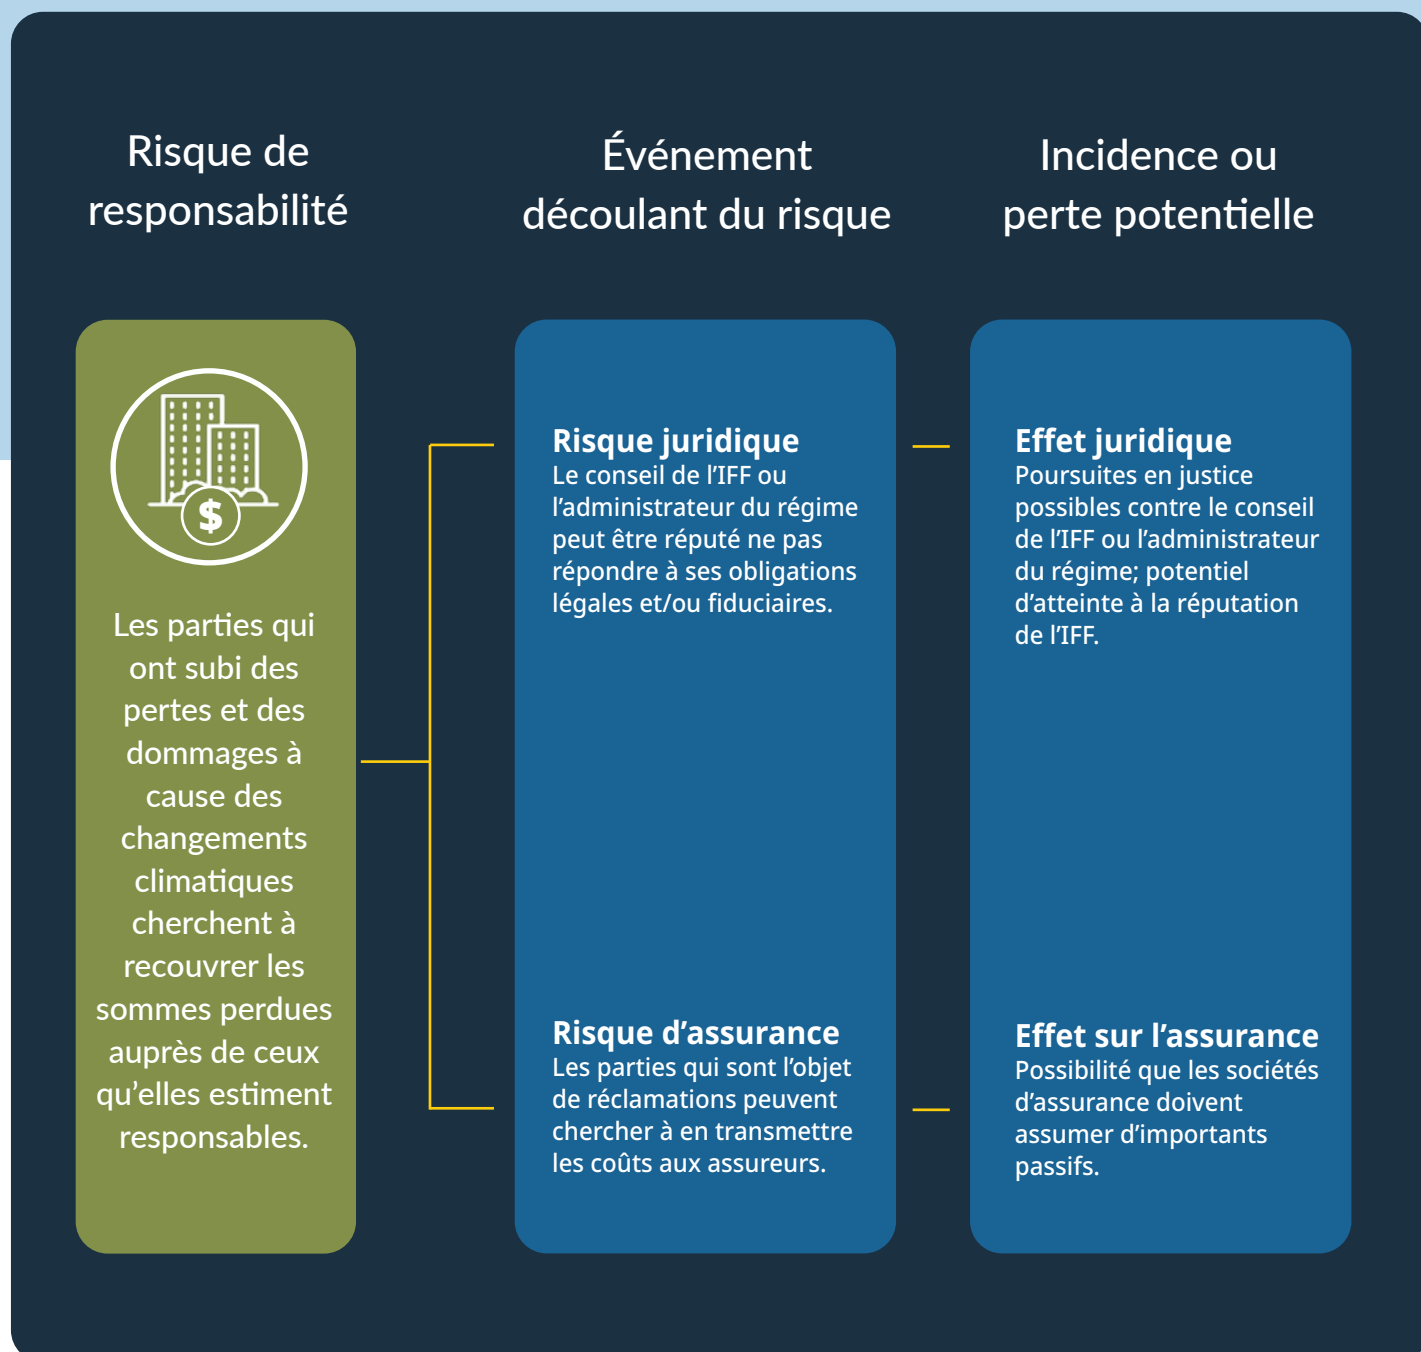 Risque de
responsabilité
Événement
découlant du risque
Incidence ou
perte potentielle
$
Les parties qui
ont subi des
pertes et des
dommages à
cause des
changements
climatiques
cherchent à
recouvrer les
sommes perdues
auprès de ceux
qu’elles estiment
responsables.
Risque juridique
Le conseil de l’IFF ou
l’administrateur du régime
peut être réputé ne pas
répondre à ses obligations
légales et/ou fiduciaires.
Effet juridique
Poursuites en justice
possibles contre le conseil
de l’IFF ou l’administrateur
du régime; potentiel
d’atteinte à la réputation
de l’IFF.
Risque d’assurance
Les parties qui sont l’objet
de réclamations peuvent
chercher à en transmettre
les coûts aux assureurs.
Effet sur l’assurance
Possibilité que les sociétés
d’assurance doivent
assumer d’importants
passifs.